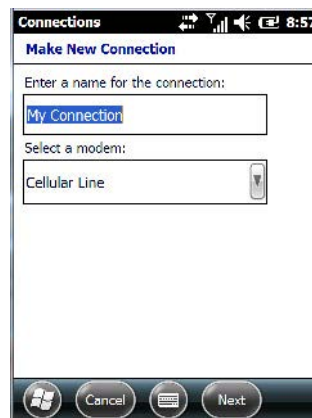 Connections 8:57
Make New Connection
Enter a name for the connection:
My Connection
Select a modem:
Cellular Line
Cancel Next